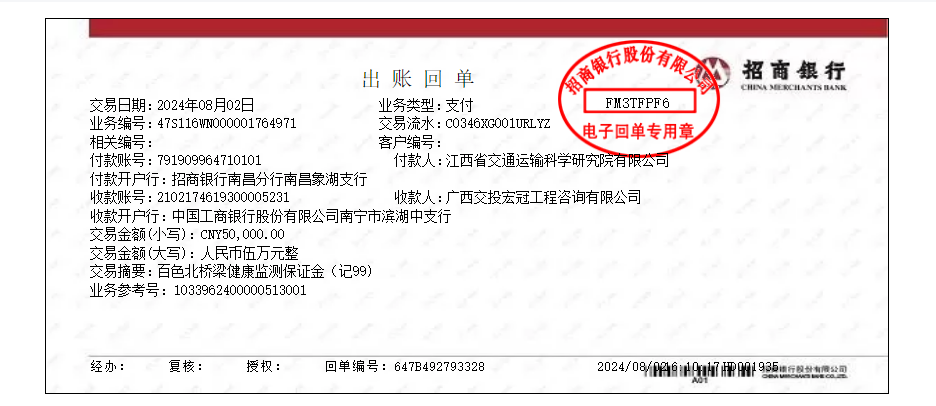 招商银行股份有限公司
FM3TFPF6
电子回单专用章
招商银行
CHINA MERCHANTS BANK
出账回单
交易日期：2024年08月02日 业务类型：支付
业务编号：47S116WN000001764971 交易流水：C0346XG001URLYZ
相关编号： 客户编号：
付款账号：791909964710101 付款人：江西省交通运输科学研究院有限公司
付款开户行：招商银行南昌分行南昌象湖支行
收款账号：2102174619300005231 收款人：广西交投宏冠工程咨询有限公司
收款开户行：中国工商银行股份有限公司南宁市滨湖中支行
交易金额(小写)：CNY50,000.00
交易金额(大写)：人民币伍万元整
交易摘要：百色北桥梁健康监测保证金（记99）
业务参考号：1033962400000513001
经办： 复核： 授权： 回单编号：647B492793328 2024/08/02
A01